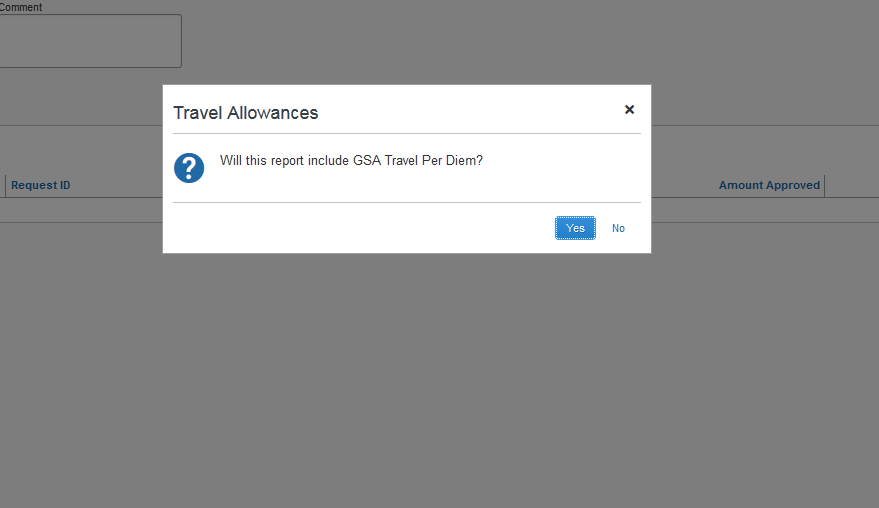 Comment
Travel Allowances
Will this report include GSA Travel Per Diem?
Request ID
Amount Approved
Yes
No